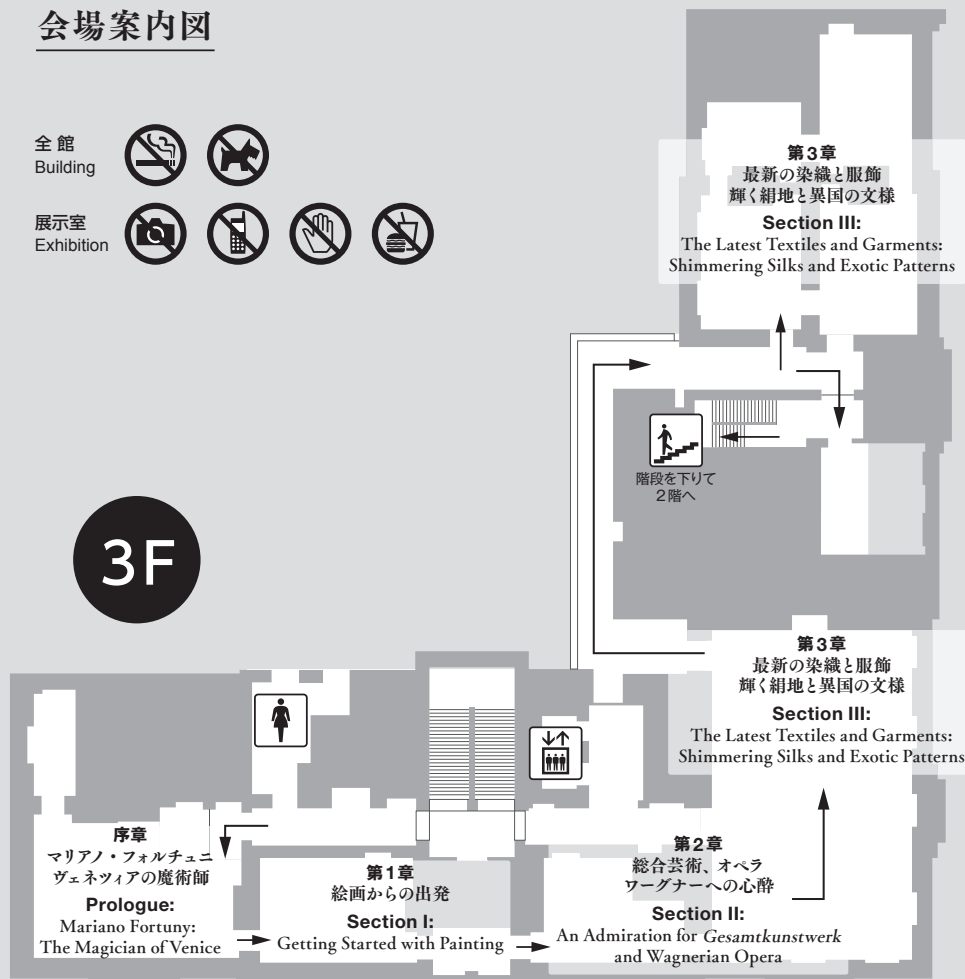 会場案内図
全 館
Building
展示室
Exhibition
第3章
最新の染織と服飾
輝く絹地と異国の文様
Section III:
The Latest Textiles and Garments:
Shimmering Silks and Exotic Patterns
階段を下りて
2階へ
3F
第3章
最新の染織と服飾
輝く絹地と異国の文様
Section III:
The Latest Textiles and Garments:
Shimmering Silks and Exotic Patterns
序章
マリアノ・フォルチュニ
ヴェネツィアの魔術師
Prologue:
Mariano Fortuny:
The Magician of Venice
第1章
絵画からの出発
Section I:
Getting Started with Painting
第2章
総合芸術、オペラ
ワーグナーへの心酔
Section II:
An Admiration for Gesamtkunstwerk
and Wagnerian Opera